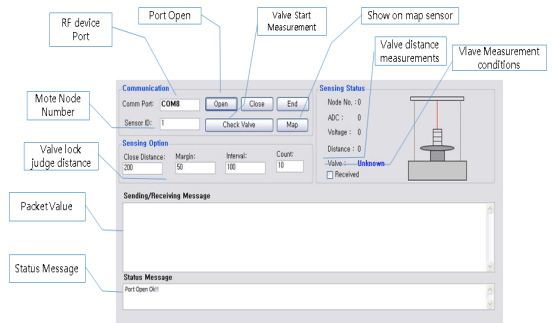 RF device
Port
Port Open
Valve Start
Measurement
Show on map sensor
Valve distance
measurements
Vlave Measurement
conditions
Mote Node
Number
Valve lock
judge distance
Packet Value
Status Message
Communication
Comm Port: COM8 Open Close End
Sensor ID: 1 Check Valve Map
Sensing Option
Close Distance: Margin: Interval: Count:
200 50 100 10
Sensing Status
Node No. : 0
ADC : 0
Voltage : 0
Distance : 0
Valve : Unknown
Received
Sending/Receiving Message
Status Message
Port Open Ok!!